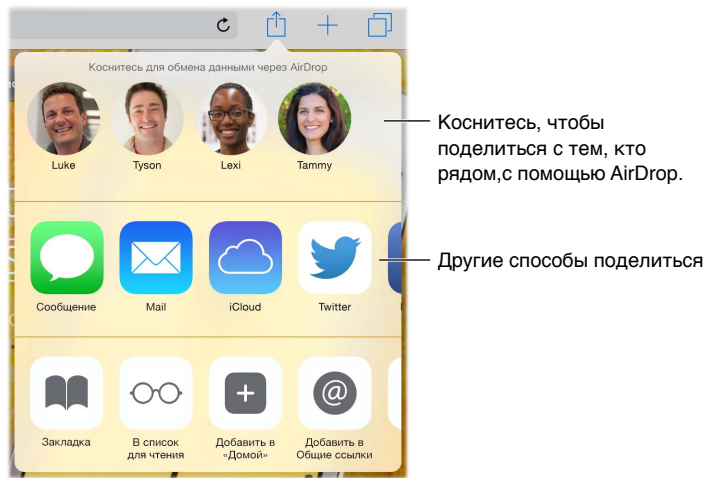 Коснитесь для обмена данными через AirDrop
Luke
Tyson
Lexi
Tammy
Коснитесь, чтобы
поделиться с тем, кто
рядом,с помощью AirDrop.
Сообщение
Mail
iCloud
Twitter
Другие способы поделиться
Закладка
В список
для чтения
Добавить в
«Домой»
Добавить в
Общие ссылки